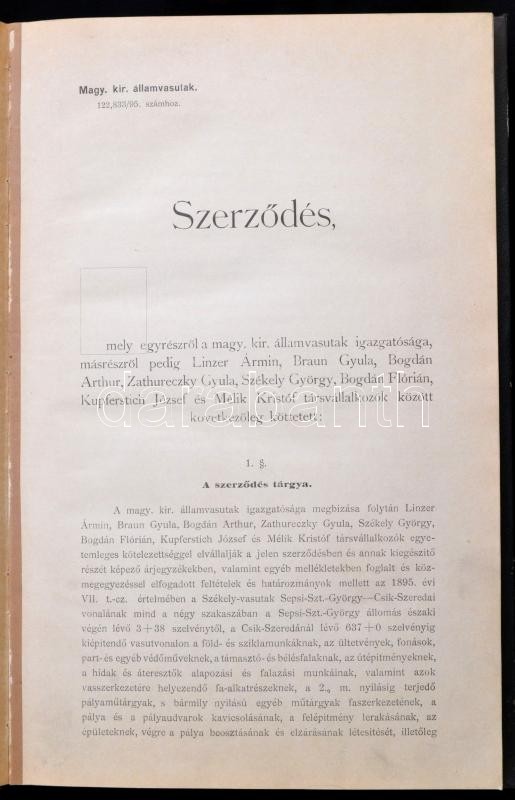 Magy. kir. államvasutak.
122,833/95. számhoz.
Szerződés,
mely egyrészről a magy. kir. államvasutak igazgatósága,
másrészről pedig Linzer Ármin, Braun Gyula, Bogdán
Arthur, Zathureczky Gyula, Székely György, Bogdán Flórián,
Kupferstich József és Mélik Kristóf társvállalkozók között
következőleg köttetett:
darabanth
1. §.
A szerződés tárgya.
A magy. kir. államvasutak igazgatósága megbízása folytán Linzer
Ármin, Braun Gyula, Bogdán Arthur, Zathureczky Gyula, Székely György,
Bogdán Flórián, Kupferstich József és Mélik Kristóf társvállalkozók egye-
temleges kötelezettséggel elvállalják a jelen szerződésben és annak kiegészítő
részét képező árjegyzékekben, valamint egyéb mellékletekben foglalt és köz-
megegyezéssel elfogadott feltételek és határozmányok mellett az 1895. évi
VII. t.-cz. értelmében a Székely-vasutak Sepsi-Szt.-György—Csik-Szeredai
vonalának mind a négy szakaszában a Sepsi-Szt.-György állomás északi
végén lévő 3+38 szelvénytől, a Csik-Szeredánál lévő 637+0 szelvényig
kiépítendő vasutvonalon a föld- és sziklamunkáknak, az ültetvények, fonások,
part- és egyéb védőműveknek, a támasztó- és bélésfalaknak, az útépítményeknek,
a hidak és áteresztők alapozási és falazási munkáinak, valamint azok
vasszerkezetére helyezendő fa-alkatrészeknek, a 2.₀ m. nyílásig terjedő
pályaműtárgyak, s bármily nyílású egyéb műtárgyak faszerkezetének, a
pálya és a pályaudvarok kavicsolásának, a felépítmény lerakásának, az
épületeknek, végre a pálya beosztásának és elzárásának létesítését, illetőleg